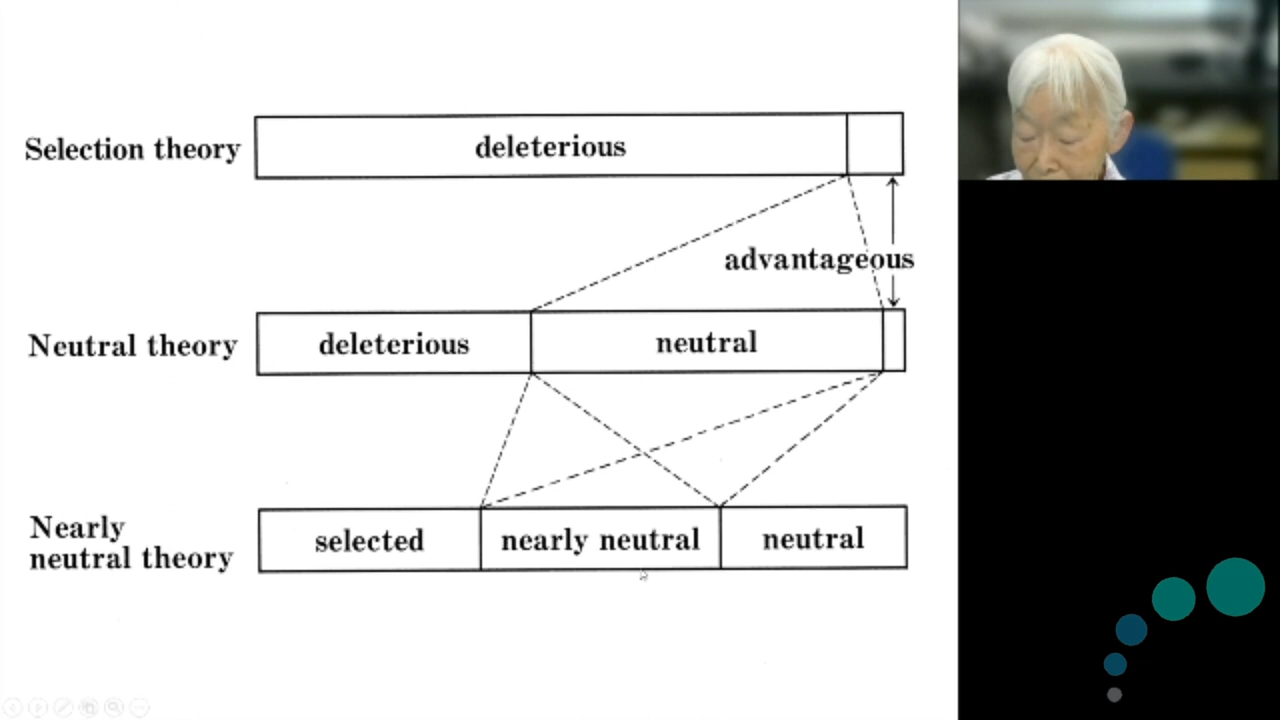 Selection theory
deleterious
advantageous
Neutral theory
deleterious
neutral
Nearly
neutral theory
selected
nearly neutral
neutral